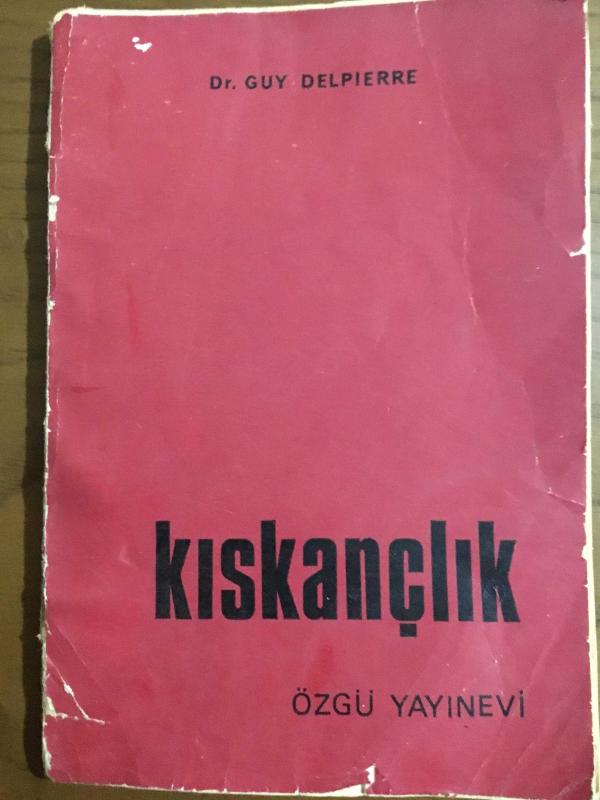 Dr. GUY DELPIERRE
kıskançlık
ÖZGÜ YAYINEVİ